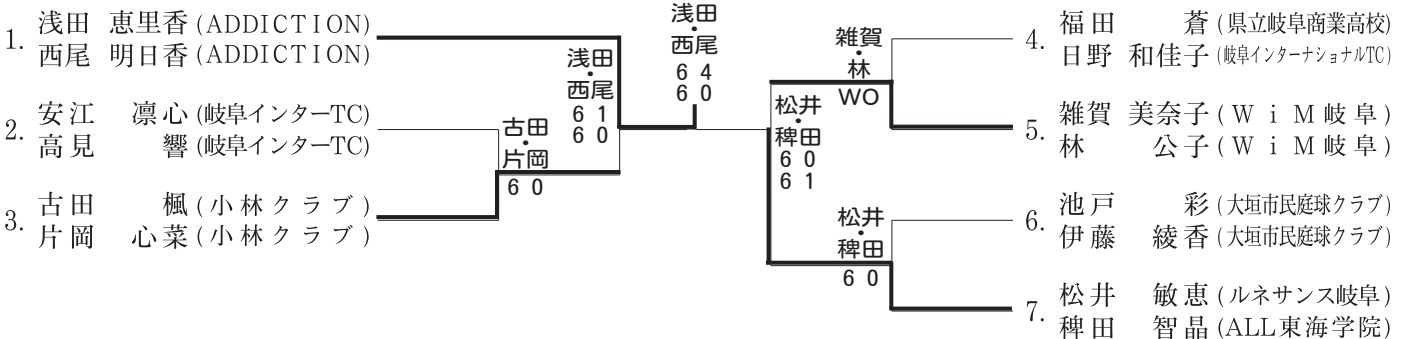 1. 浅田 恵里香 (ADDICTION)
西尾 明日香 (ADDICTION)
2. 安江 凛心 (岐阜インターTC)
高見 響 (岐阜インターTC)
3. 古田 楓 (小林クラブ)
片岡 心菜 (小林クラブ)
古田・片岡
6 0
浅田・西尾
6 1
6 0
浅田・西尾
6 4
6 0
松井・稗田
6 0
6 1
雑賀・林
WO
松井・稗田
6 0
4. 福田 蒼 (県立岐阜商業高校)
日野 和佳子 (岐阜インターナショナルTC)
5. 雑賀 美奈子 (WiM岐阜)
林 公子 (WiM岐阜)
6. 池戸 彩 (大垣市民庭球クラブ)
伊藤 綾香 (大垣市民庭球クラブ)
7. 松井 敏恵 (ルネサンス岐阜)
稗田 智晶 (ALL東海学院)